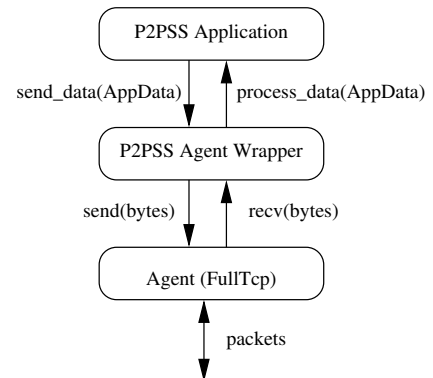 P2PSS Application
send_data(AppData)
process_data(AppData)
P2PSS Agent Wrapper
send(bytes)
recv(bytes)
Agent (FullTcp)
packets